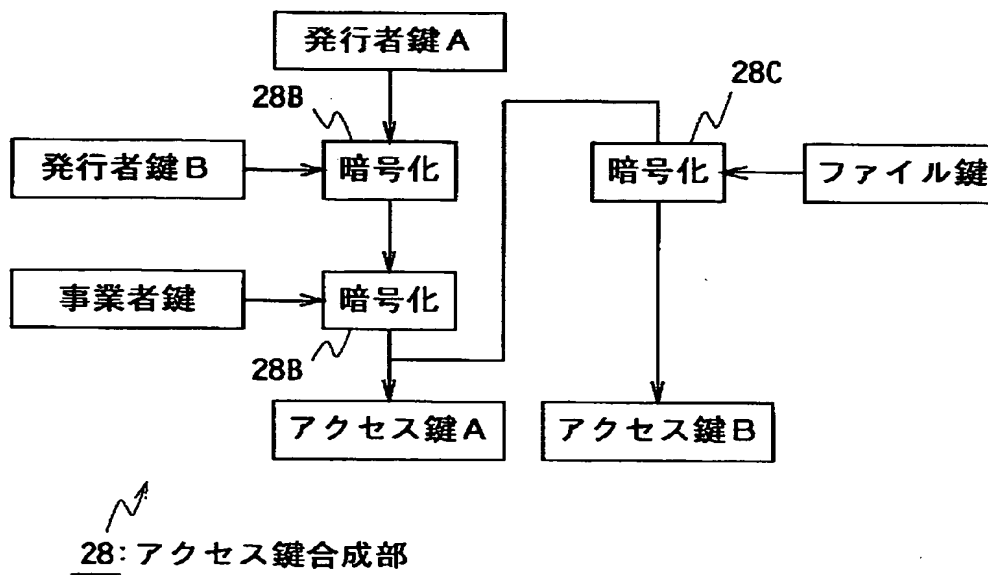 発行者鍵A
28B
28C
発行者鍵B
暗号化
暗号化
ファイル鍵
事業者鍵
暗号化
28B
アクセス鍵A
アクセス鍵B
28:アクセス鍵合成部